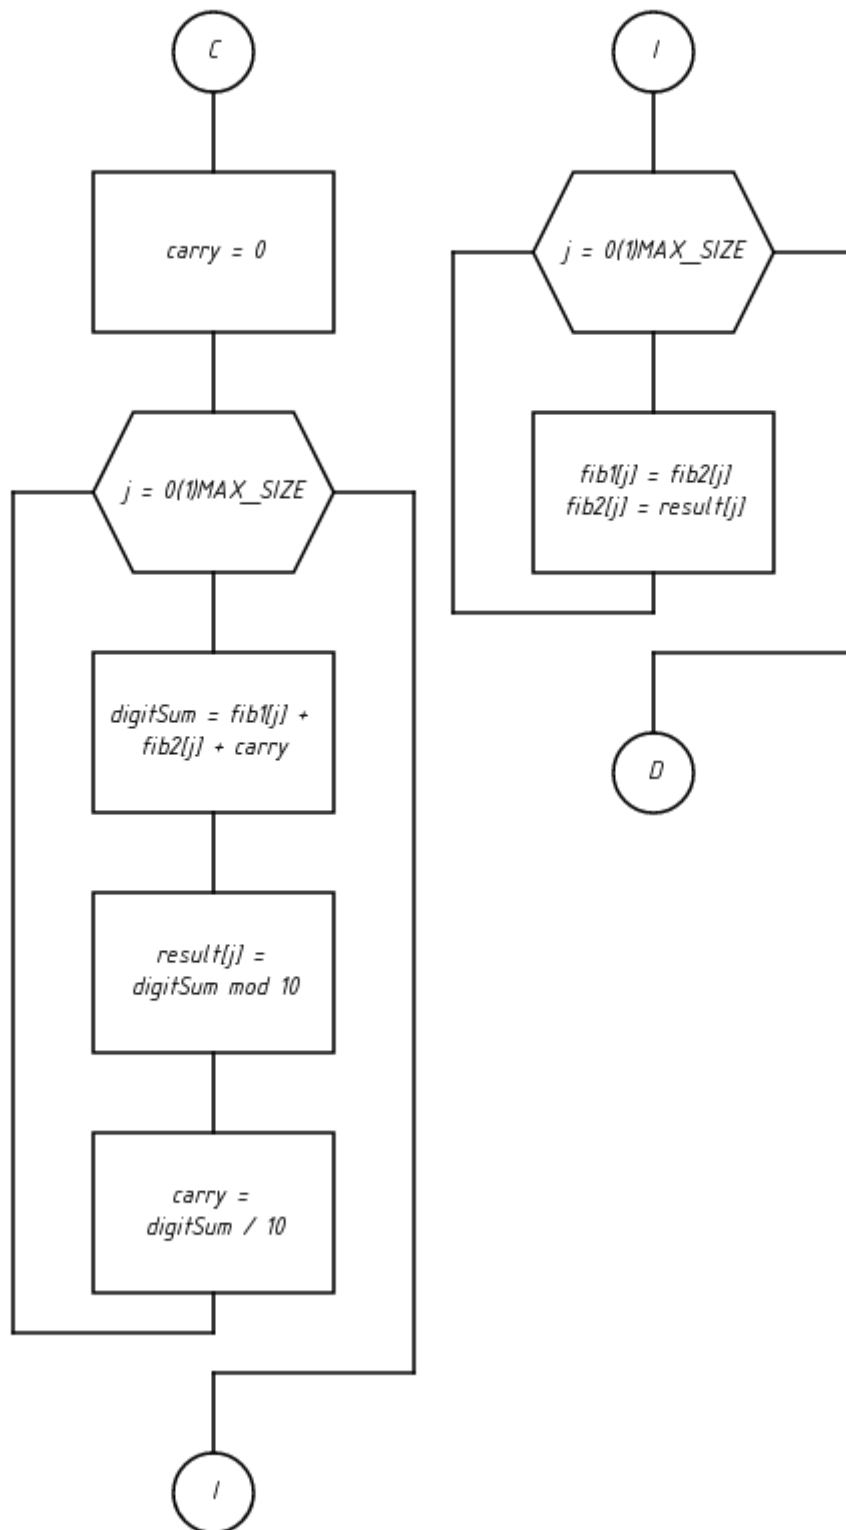 C
carry = 0
j = 0(1)MAX_SIZE
digitSum = fib1[j] +
fib2[j] + carry
result[j] =
digitSum mod 10
carry =
digitSum / 10
I
I
j = 0(1)MAX_SIZE
fib1[j] = fib2[j]
fib2[j] = result[j]
D